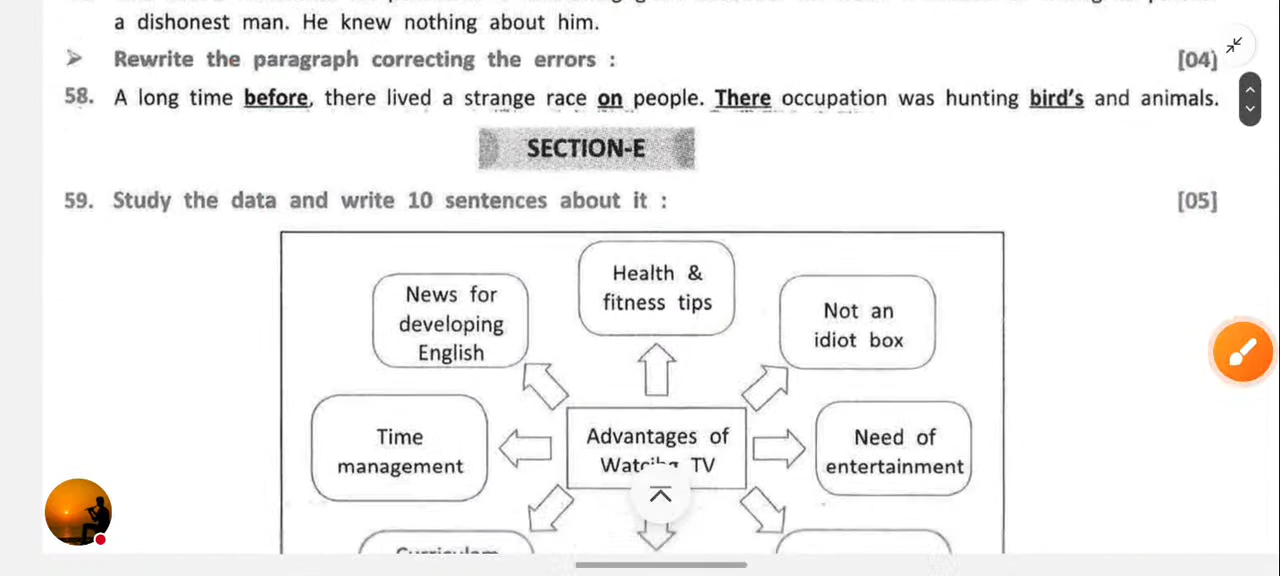 a dishonest man. He knew nothing about him.
➤ Rewrite the paragraph correcting the errors : [04]
58. A long time before, there lived a strange race on people. There occupation was hunting bird's and animals.
SECTION-E
59. Study the data and write 10 sentences about it : [05]
Health &
fitness tips
News for
developing
English
Not an
idiot box
Time
management
Advantages of
TV
Need of
entertainment